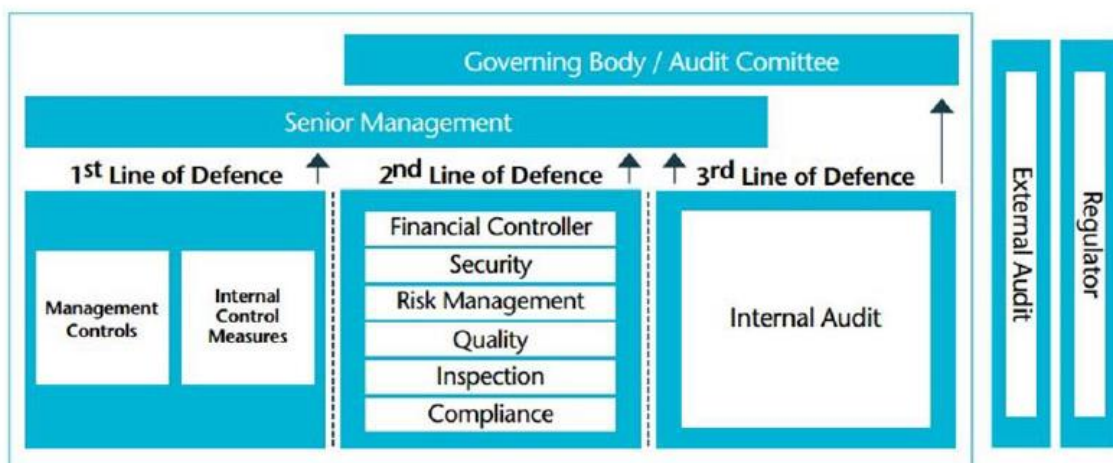 Governing Body / Audit Comittee
Senior Management
1st Line of Defence
2nd Line of Defence
3rd Line of Defence
Management
Controls
Internal
Control
Measures
Financial Controller
Security
Risk Management
Quality
Inspection
Compliance
Internal Audit
External Audit
Regulator